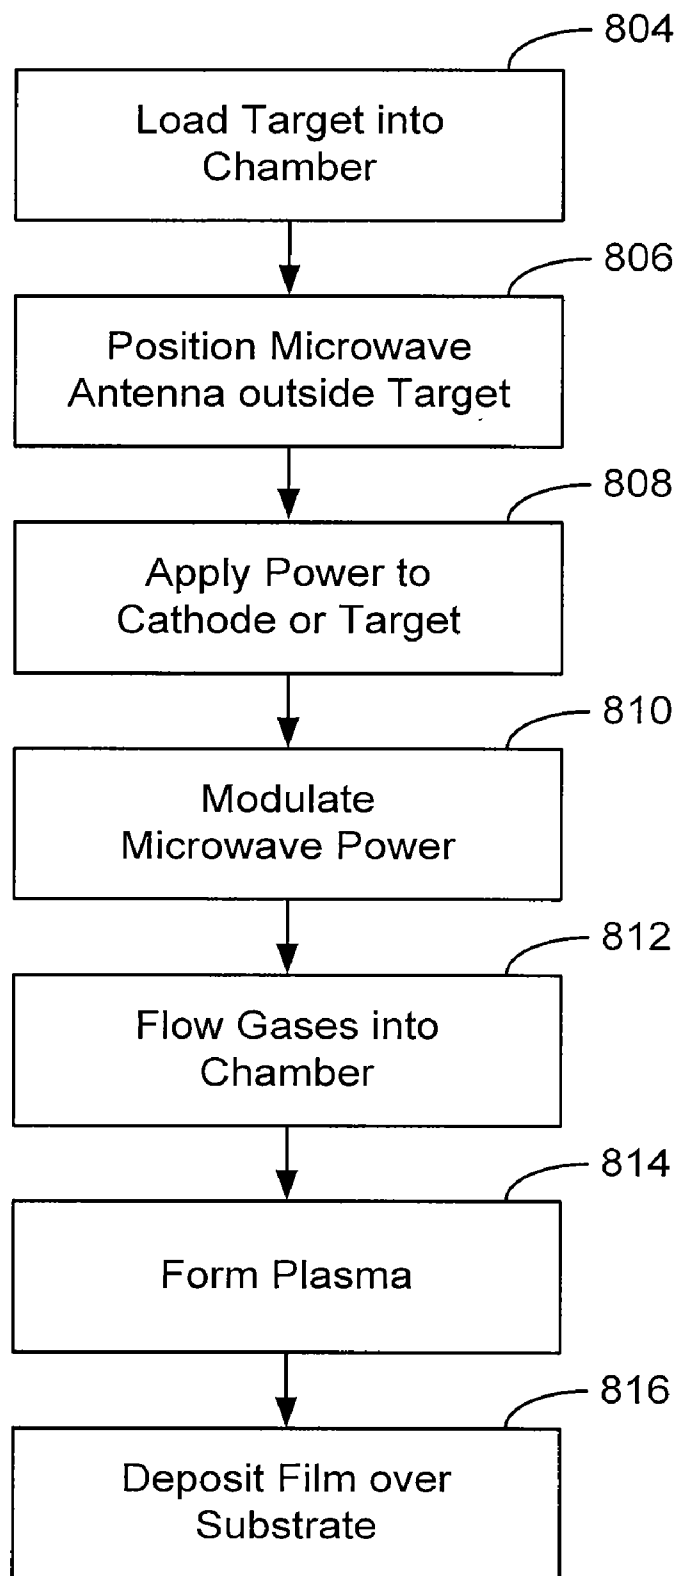 804
Load Target into
Chamber
806
Position Microwave
Antenna outside Target
808
Apply Power to
Cathode or Target
810
Modulate
Microwave Power
812
Flow Gases into
Chamber
814
Form Plasma
816
Deposit Film over
Substrate